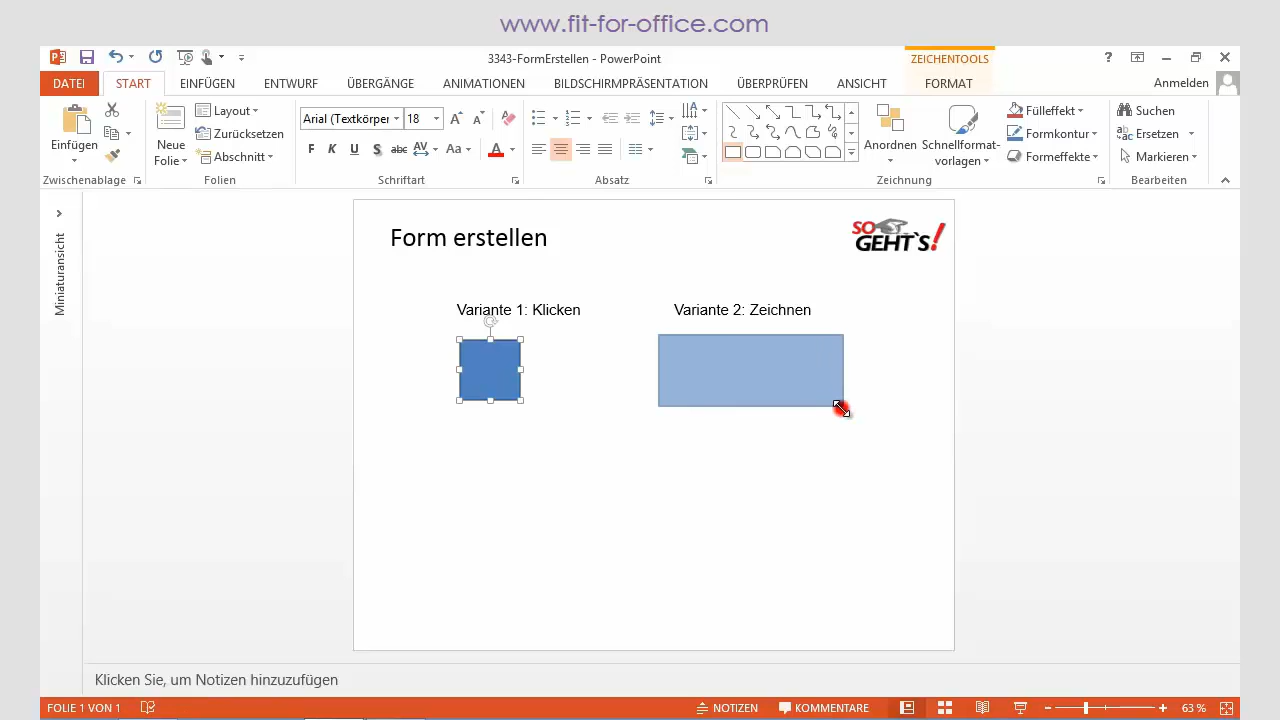 www.fit-for-office.com
3343-FormErstellen - PowerPoint
ZEICHENTOOLS
?
DATEI START EINFÜGEN ENTWURF ÜBERGÄNGE ANIMATIONEN BILDSCHIRMPRÄSENTATION ÜBERPRÜFEN ANSICHT FORMAT Anmelden
Einfügen
Neue Folie
Layout
Zurücksetzen
Abschnitt
Arial (Textkörper 18
F K U S abc AV Aa A
Anordnen
Schnellformat-
vorlagen
Fülleffekt
Formkontur
Formeffekte
Suchen
Ersetzen
Markieren
Zwischenablage Folien Schriftart Absatz Zeichnung Bearbeiten
Miniaturansicht
Form erstellen
SO
GEHT`S!
Variante 1: Klicken
Variante 2: Zeichnen
Klicken Sie, um Notizen hinzuzufügen
FOLIE 1 VON 1 NOTIZEN KOMMENTARE 63 %